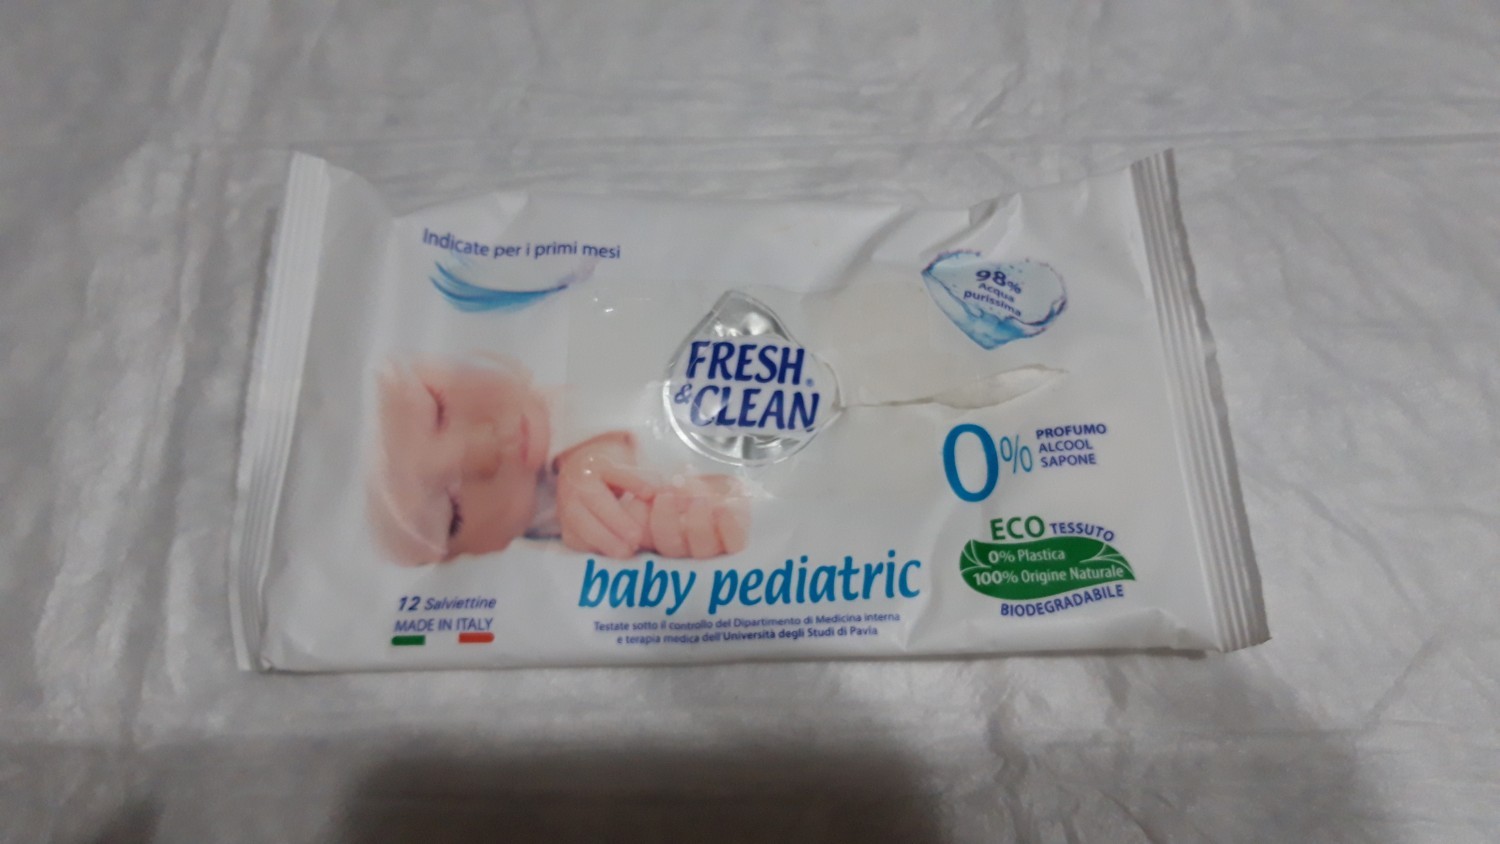 Indicate per i primi mesi
98%
Acqua
purissima
FRESH
& CLEAN®
0% PROFUMO
ALCOOL
SAPONE
ECO TESSUTO
0% Plastica
100% Origine Naturale
BIODEGRADABILE
baby pediatric
12 Salviettine
MADE IN ITALY
Testate sotto il controllo del Dipartimento di Medicina interna
e terapia medica dell'Università degli Studi di Pavia